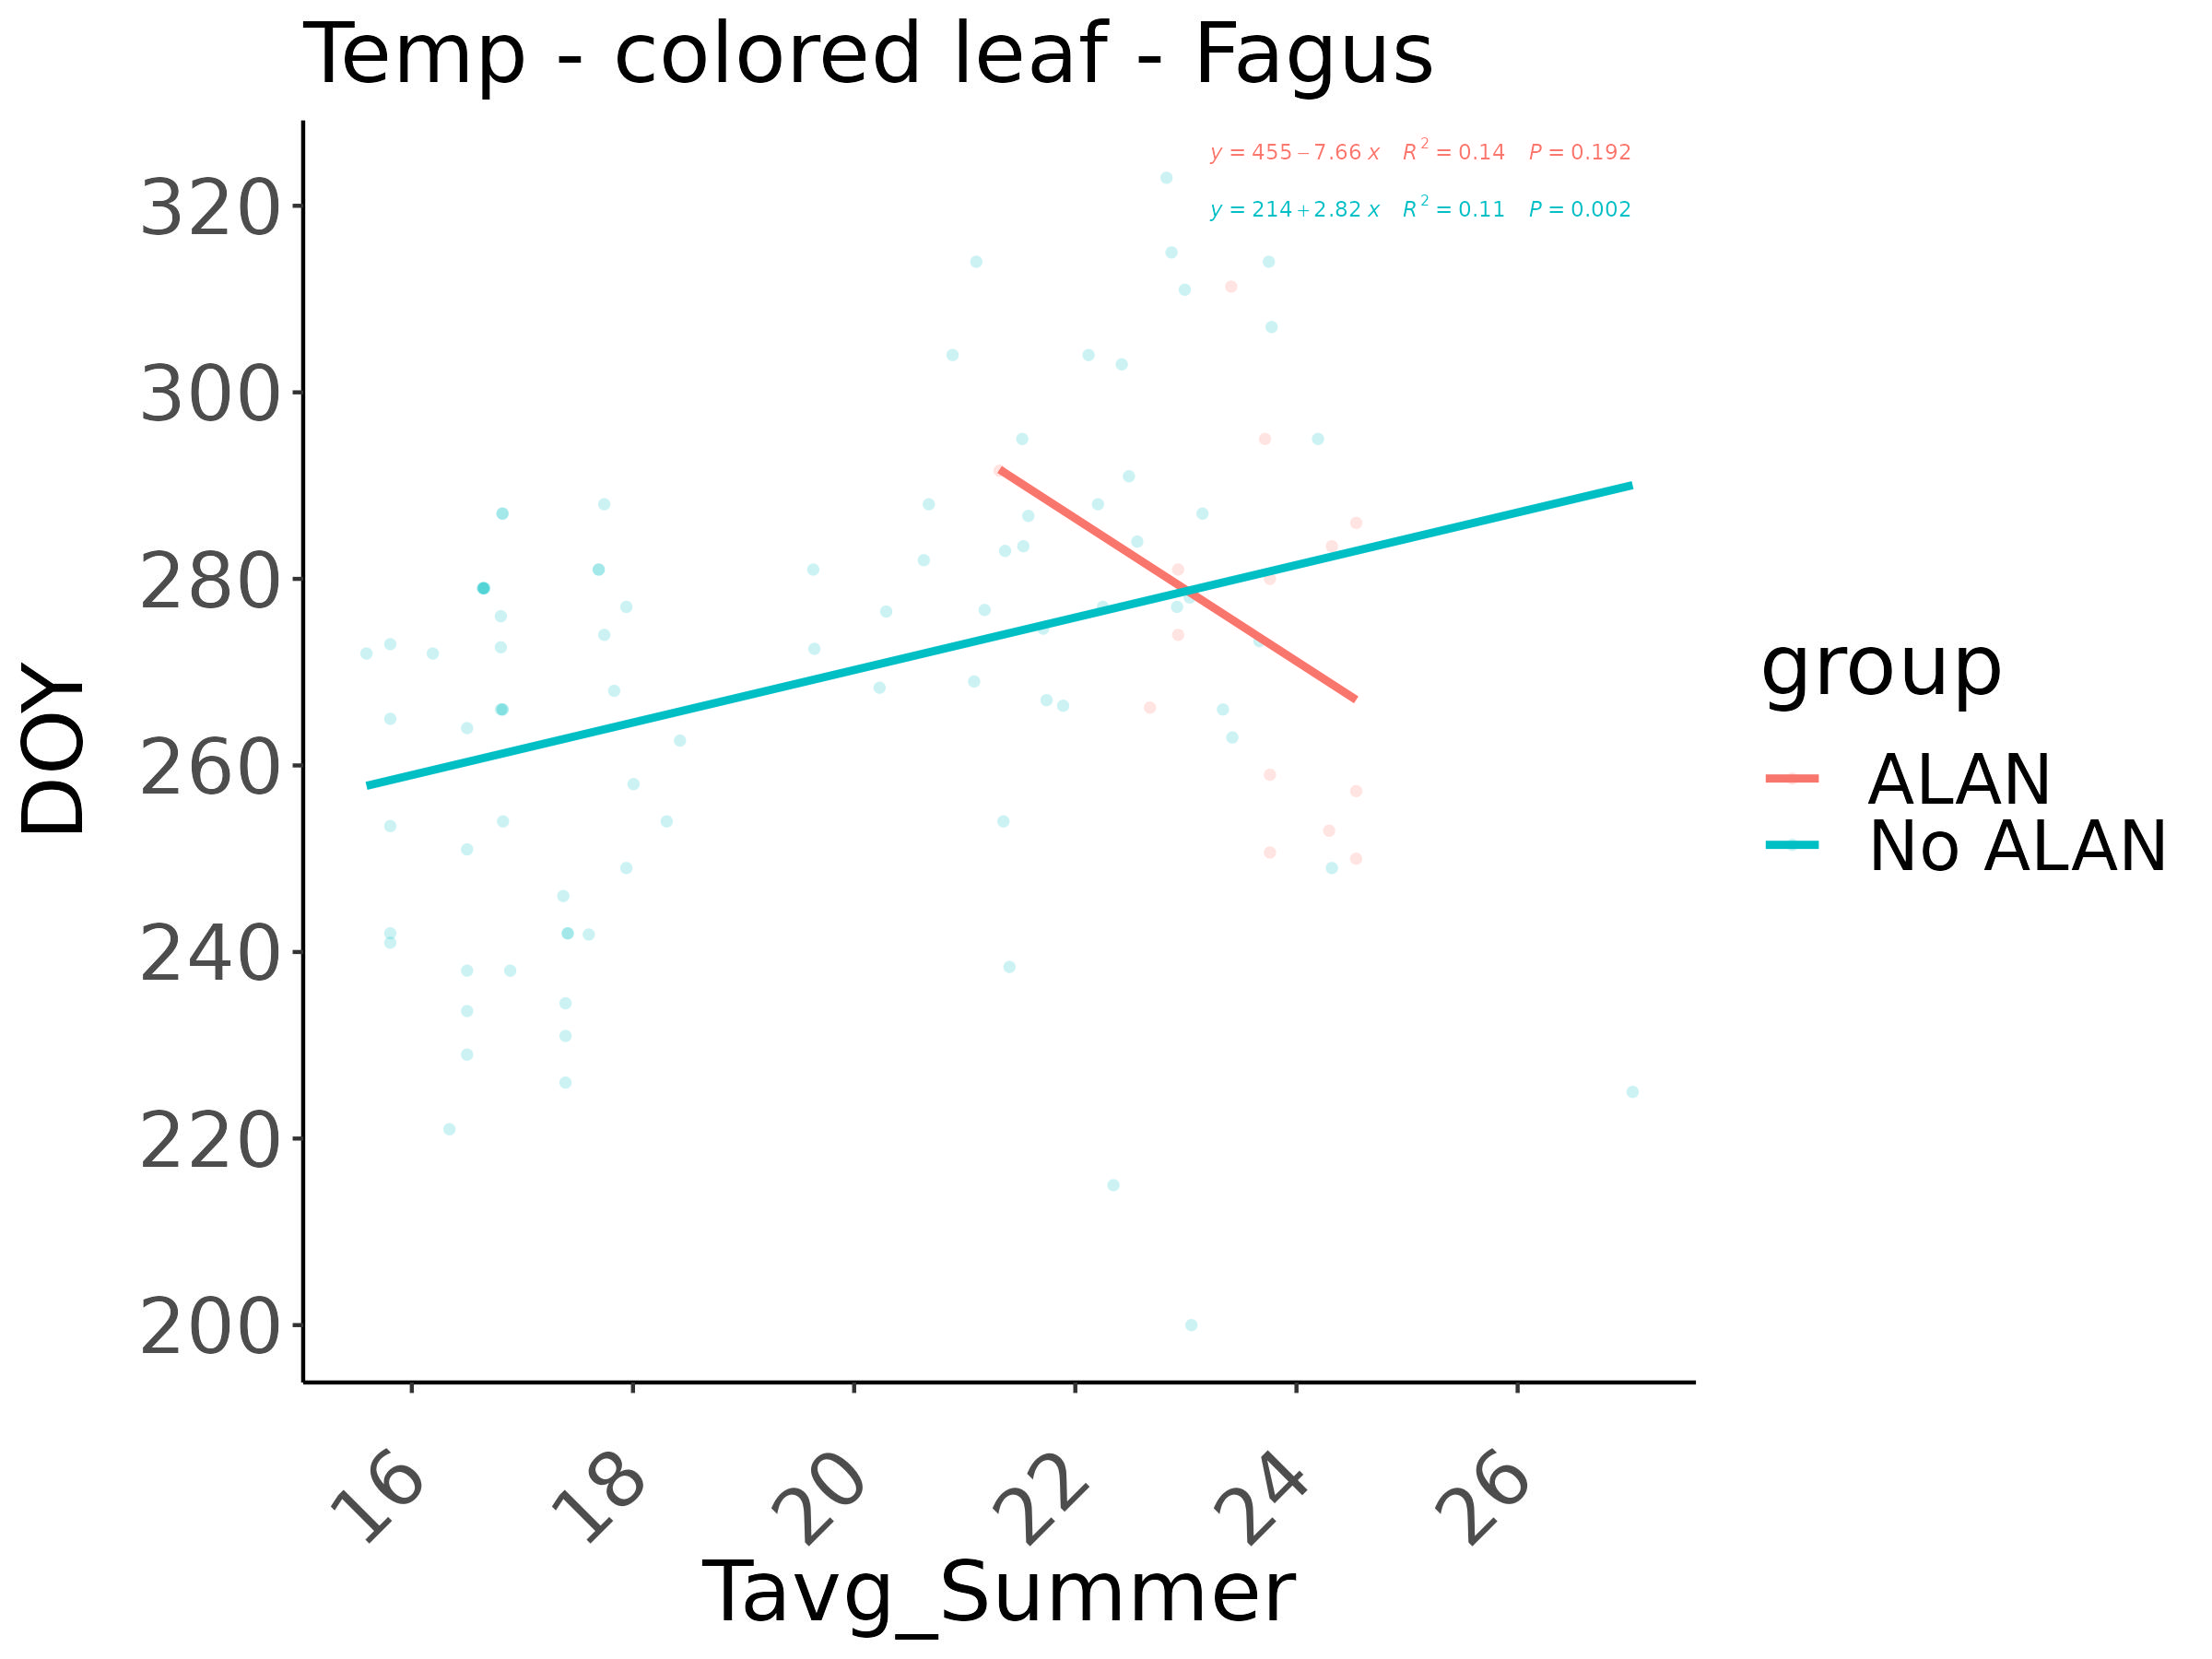 Temp - colored leaf - Fagus
y = 455 − 7.66 x R² = 0.14 P = 0.192
y = 214 + 2.82 x R² = 0.11 P = 0.002
320
300
280
260
240
220
200
DOY
16 18 20 22 24 26
Tavg_Summer
group
ALAN
No ALAN